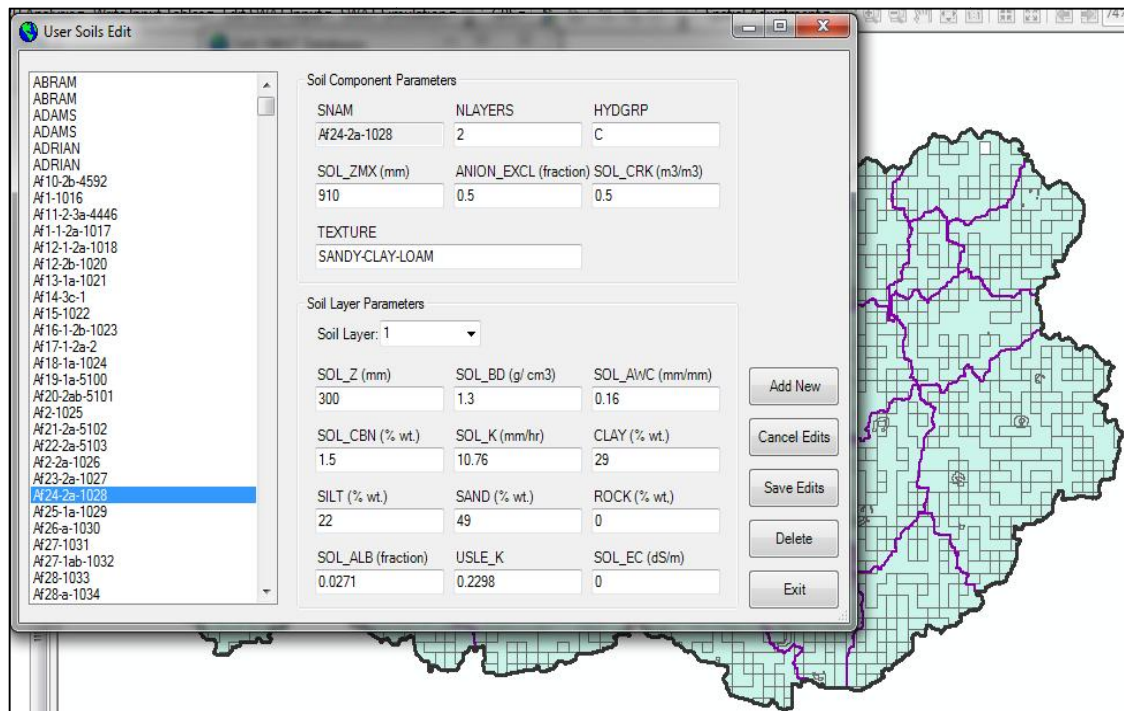 User Soils Edit
ABRAM
ABRAM
ADAMS
ADAMS
ADRIAN
ADRIAN
Af10-2b-4592
Af1-1016
Af11-2-3a-4446
Af1-1-2a-1017
Af12-1-2a-1018
Af12-2b-1020
Af13-1a-1021
Af14-3c-1
Af15-1022
Af16-1-2b-1023
Af17-1-2a-2
Af18-1a-1024
Af19-1a-5100
Af20-2ab-5101
Af2-1025
Af21-2a-5102
Af22-2a-5103
Af2-2a-1026
Af23-2a-1027
Af24-2a-1028
Af25-1a-1029
Af26-a-1030
Af27-1031
Af27-1ab-1032
Af28-1033
Af28-a-1034
Soil Component Parameters
SNAM NLAYERS HYDGRP
Af24-2a-1028 2 C
SOL_ZMX (mm) ANION_EXCL (fraction) SOL_CRK (m3/m3)
910 0.5 0.5
TEXTURE
SANDY-CLAY-LOAM
Soil Layer Parameters
Soil Layer: 1
SOL_Z (mm) SOL_BD (g/ cm3) SOL_AWC (mm/mm)
300 1.3 0.16
SOL_CBN (% wt.) SOL_K (mm/hr) CLAY (% wt.)
1.5 10.76 29
SILT (% wt.) SAND (% wt.) ROCK (% wt.)
22 49 0
SOL_ALB (fraction) USLE_K SOL_EC (dS/m)
0.0271 0.2298 0
Add New
Cancel Edits
Save Edits
Delete
Exit